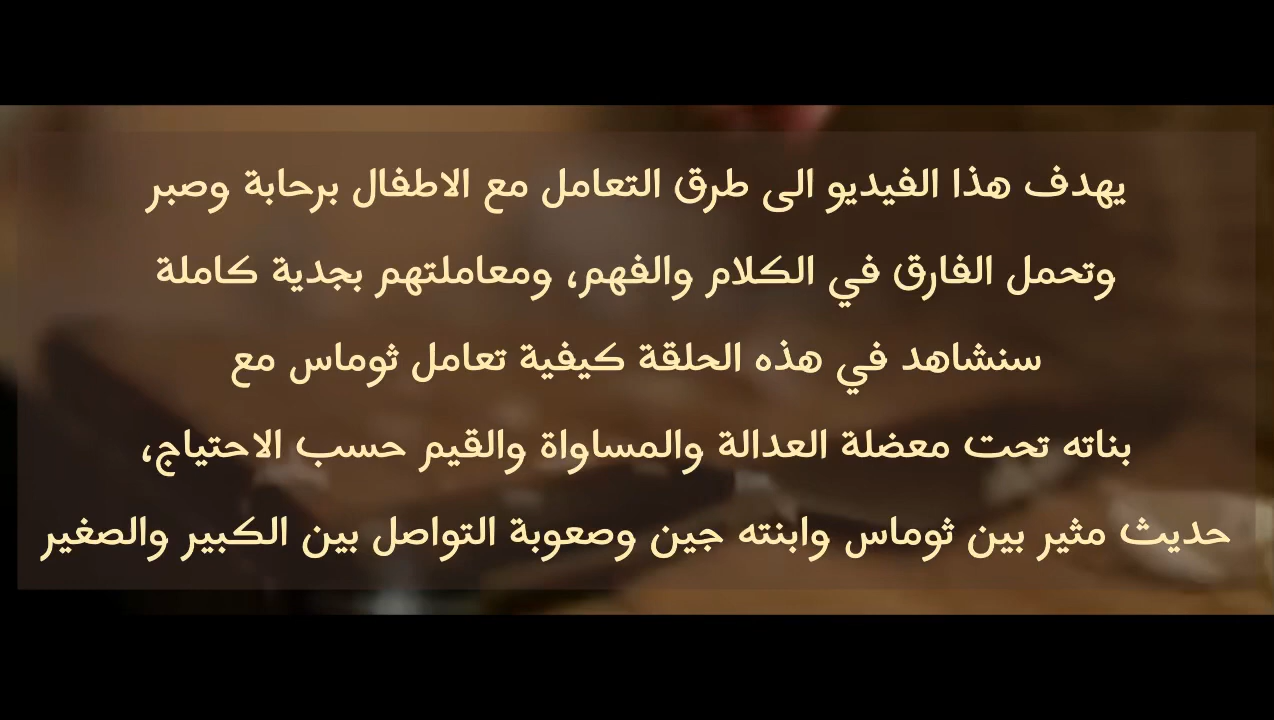 يهدف هذا الفيديو الى طرق التعامل مع الاطفال برحابة وصبر
وتحمل الفارق في الكلام والفهم، ومعاملتهم بجدية كاملة
سنشاهد في هذه الحلقة كيفية تعامل ثوماس مع
بناته تحت معضلة العدالة والمساواة والقيم حسب الاحتياج،
حديث مثير بين ثوماس وابنته جين وصعوبة التواصل بين الكبير والصغير